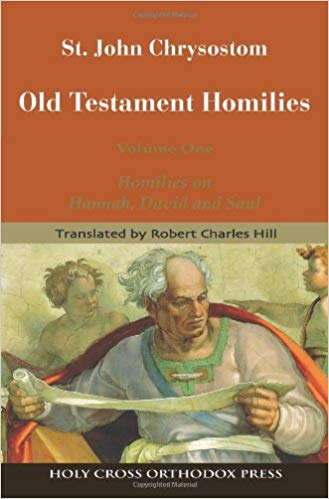 St. John Chrysostom
Old Testament Homilies
Volume One
Homilies on
Hannah, David and Saul
Translated by Robert Charles Hill
HOLY CROSS ORTHODOX PRESS